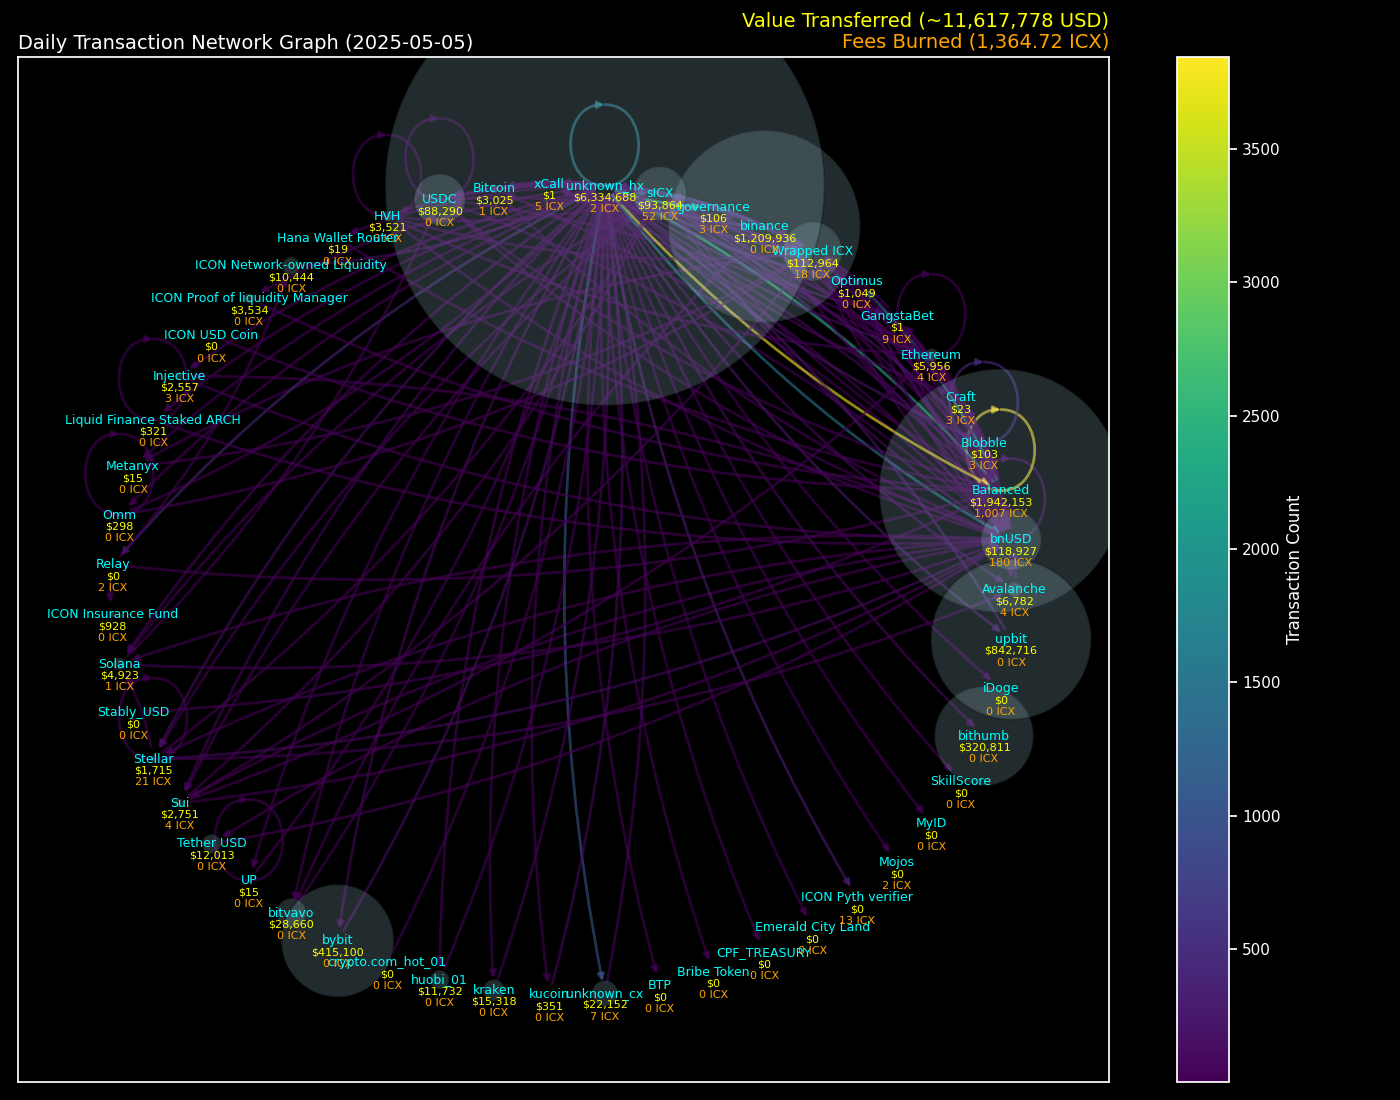 Value Transferred (~11,617,778 USD)
Daily Transaction Network Graph (2025-05-05)
Fees Burned (1,364.72 ICX)
unknown_hx
$6,334,688
2 ICX
xCall
$1
5 ICX
Bitcoin
$3,025
1 ICX
USDC
$88,290
0 ICX
HVH
$3,521
Hana Wallet Router
$19
0 ICX
ICON Network-owned Liquidity
$10,444
0 ICX
ICON Proof of liquidity Manager
$3,534
0 ICX
ICON USD Coin
$0
0 ICX
Injective
$2,557
3 ICX
Liquid Finance Staked ARCH
$321
0 ICX
Metanyx
$15
0 ICX
Omm
$298
0 ICX
Relay
$0
2 ICX
ICON Insurance Fund
$928
0 ICX
Solana
$4,923
1 ICX
Stably_USD
$0
0 ICX
Stellar
$1,715
21 ICX
Sui
$2,751
4 ICX
Tether USD
$12,013
0 ICX
UP
$15
0 ICX
bitvavo
$28,660
0 ICX
bybit
$415,100
0 ICX
crypto.com_hot_01
$0
0 ICX
huobi_01
$11,732
0 ICX
kraken
$15,318
0 ICX
kucoin
$351
0 ICX
unknown_cx
$22,152
7 ICX
BTP
$0
0 ICX
Bribe Token
$0
0 ICX
CPF_TREASURY
$0
0 ICX
Emerald City Land
$0
0 ICX
ICON Pyth verifier
$0
13 ICX
Mojos
$0
2 ICX
MyID
$0
0 ICX
SkillScore
$0
0 ICX
bithumb
$320,811
0 ICX
iDoge
$0
0 ICX
upbit
$842,716
0 ICX
Avalanche
$6,782
4 ICX
bnUSD
$118,927
180 ICX
Balanced
$1,942,153
1,007 ICX
Blobble
$103
3 ICX
Craft
$23
3 ICX
Ethereum
$5,956
4 ICX
GangstaBet
$1
9 ICX
Optimus
$1,049
0 ICX
Wrapped ICX
$112,964
18 ICX
binance
$1,209,936
0 ICX
governance
$106
3 ICX
sICX
$93,864
52 ICX
3500
3000
2500
2000
1500
1000
500
Transaction Count